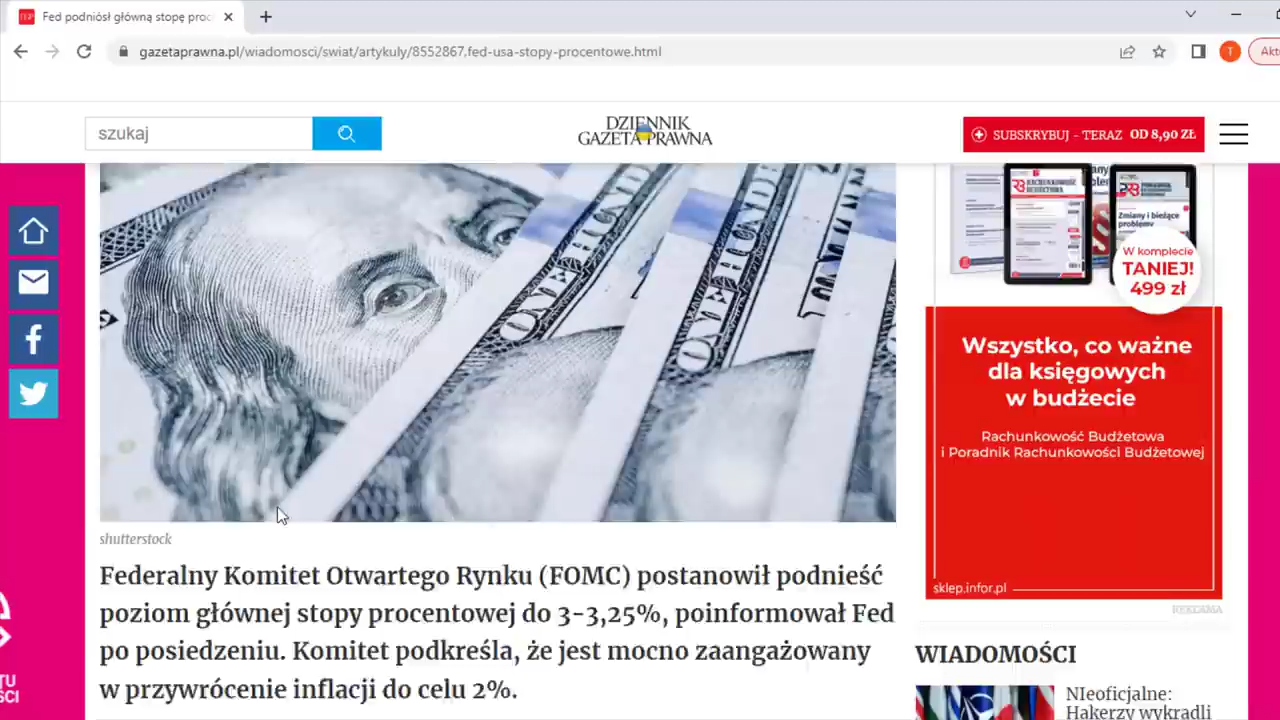 Fed podniósł główną stopę proc
gazetaprawna.pl/wiadomosci/swiat/artykuly/8552867,fed-usa-stopy-procentowe.html
szukaj
DZIENNIK
GAZETA PRAWNA
SUBSKRYBUJ - TERAZ OD 8,90 ZŁ
RACHUNKOWOŚĆ
BUDŻETOWA
Zmiany i bieżące
problemy
W komplecie
TANIEJ!
499 zł
Wszystko, co ważne
dla księgowych
w budżecie
Rachunkowość Budżetowa
i Poradnik Rachunkowości Budżetowej
sklep.infor.pl
REKLAMA
shutterstock
Federalny Komitet Otwartego Rynku (FOMC) postanowił podnieść
poziom głównej stopy procentowej do 3-3,25%, poinformował Fed
po posiedzeniu. Komitet podkreśla, że jest mocno zaangażowany
w przywrócenie inflacji do celu 2%.
WIADOMOŚCI
NIeoficjalne:
Hakerzy wykradli